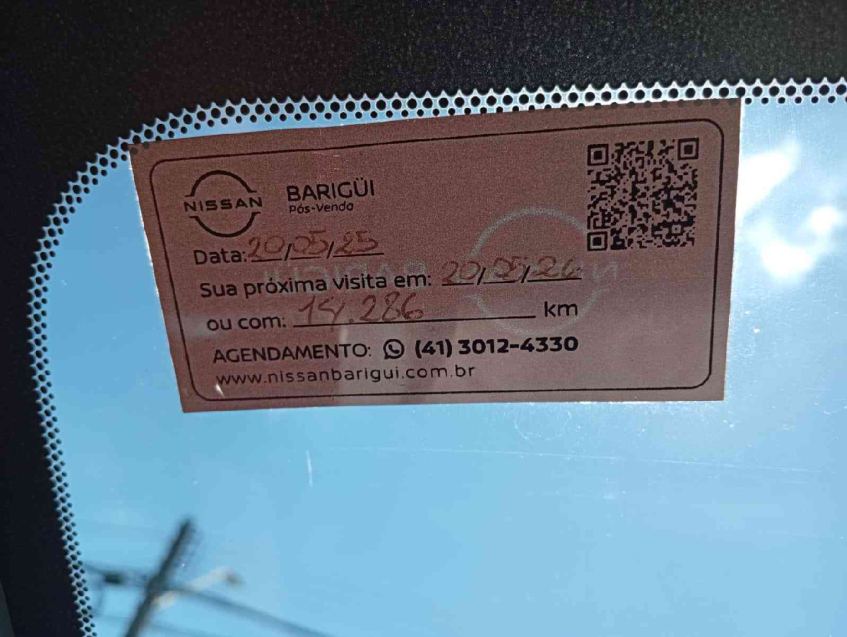 NISSAN
BARIGÜI
Pós-Venda
Data: 20/05/25
Sua próxima visita em: 20/05/26
ou com: 14.286 km
AGENDAMENTO: (41) 3012-4330
www.nissanbarigui.com.br